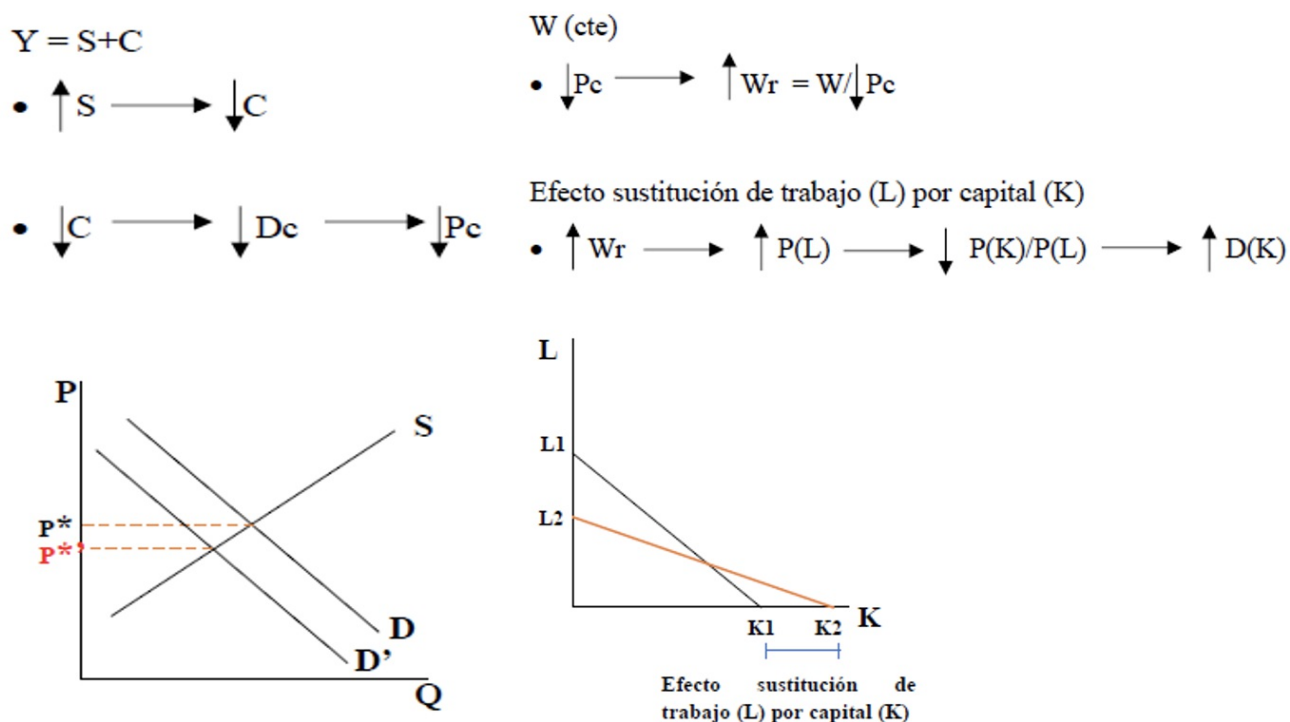 Y = S+C
• ↑S → ↓C
• ↓C → ↓Dc → ↓Pc
W (cte)
• ↓Pc → ↑Wr = W/↓Pc
Efecto sustitución de trabajo (L) por capital (K)
• ↑Wr → ↑P(L) → ↓P(K)/P(L) → ↑D(K)
P
S
P*
P*'
D
D’
Q
L
L1
L2
K1 K2 K
Efecto sustitución de
trabajo (L) por capital (K)